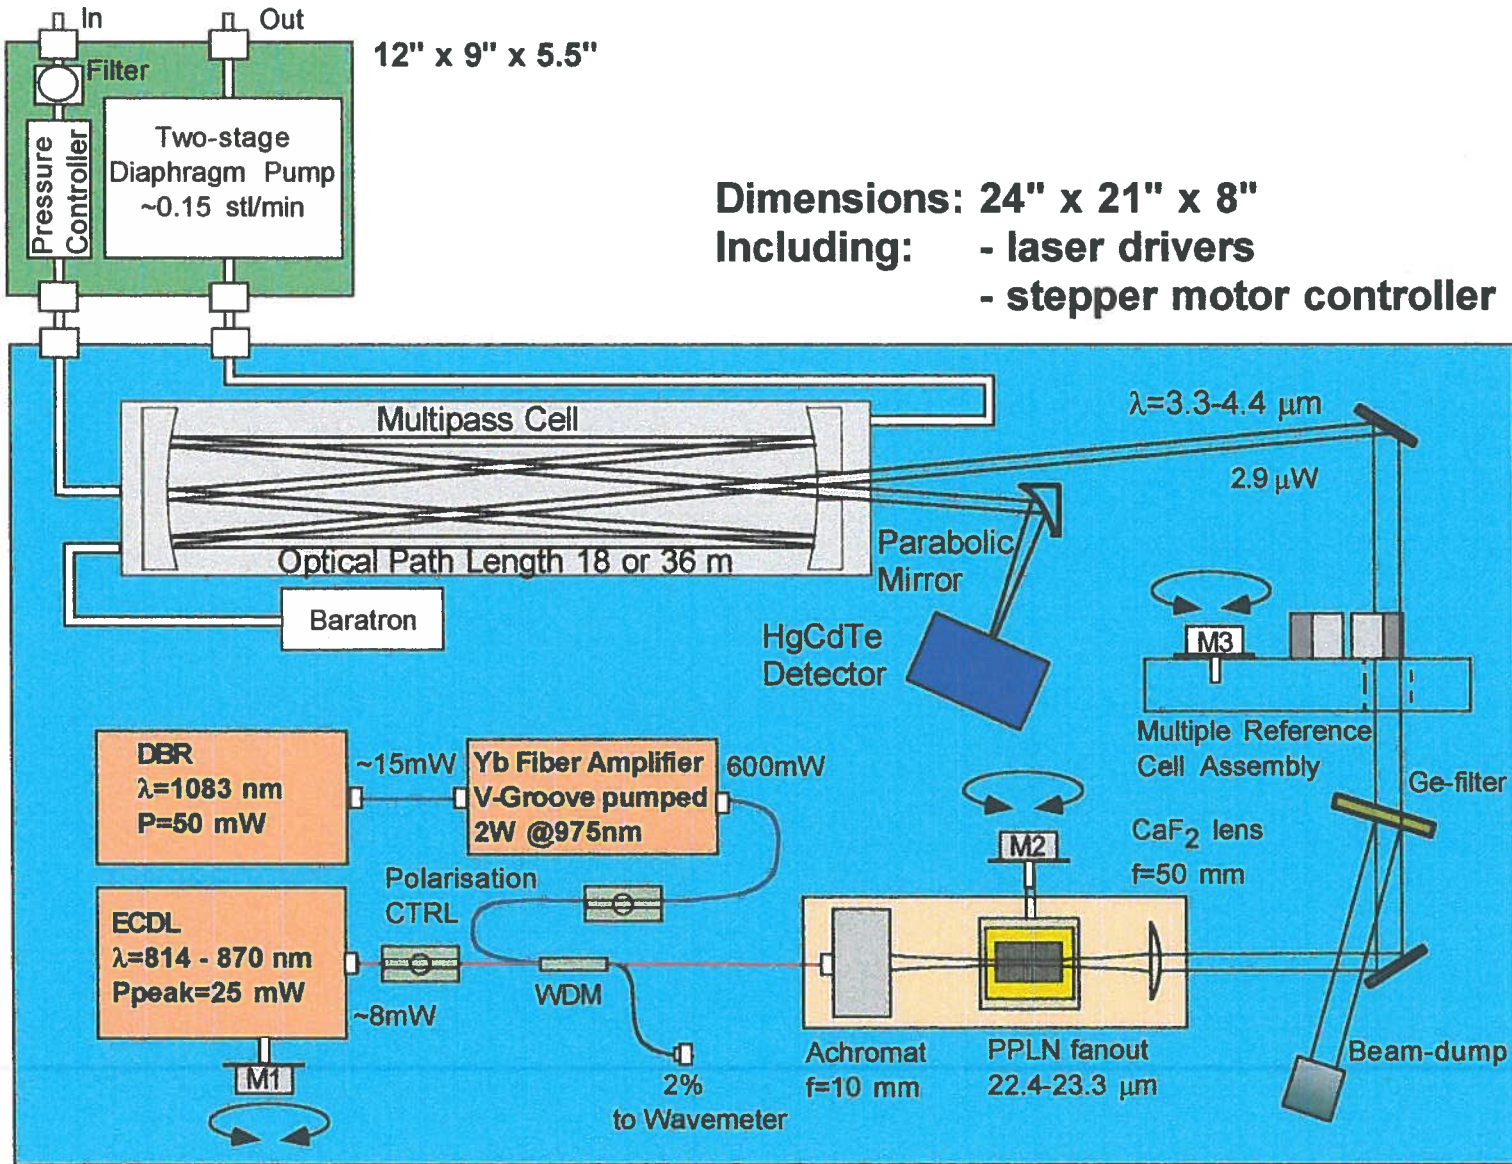 In
Out
12" x 9" x 5.5"
Filter
Pressure
Controller
Two-stage
Diaphragm Pump
~0.15 stl/min
Dimensions: 24" x 21" x 8"
Including: - laser drivers
- stepper motor controller
Multipass Cell
λ=3.3-4.4 μm
2.9 μW
Optical Path Length 18 or 36 m
Parabolic
Mirror
Baratron
HgCdTe
Detector
M3
Multiple Reference
Cell Assembly
Ge-filter
DBR
λ=1083 nm
P=50 mW
~15mW
Yb Fiber Amplifier
V-Groove pumped
2W @975nm
600mW
M2
CaF2 lens
f=50 mm
Polarisation
CTRL
ECDL
λ=814 - 870 nm
Ppeak=25 mW
~8mW
WDM
M1
2%
to Wavemeter
Achromat
f=10 mm
PPLN fanout
22.4-23.3 μm
Beam-dump